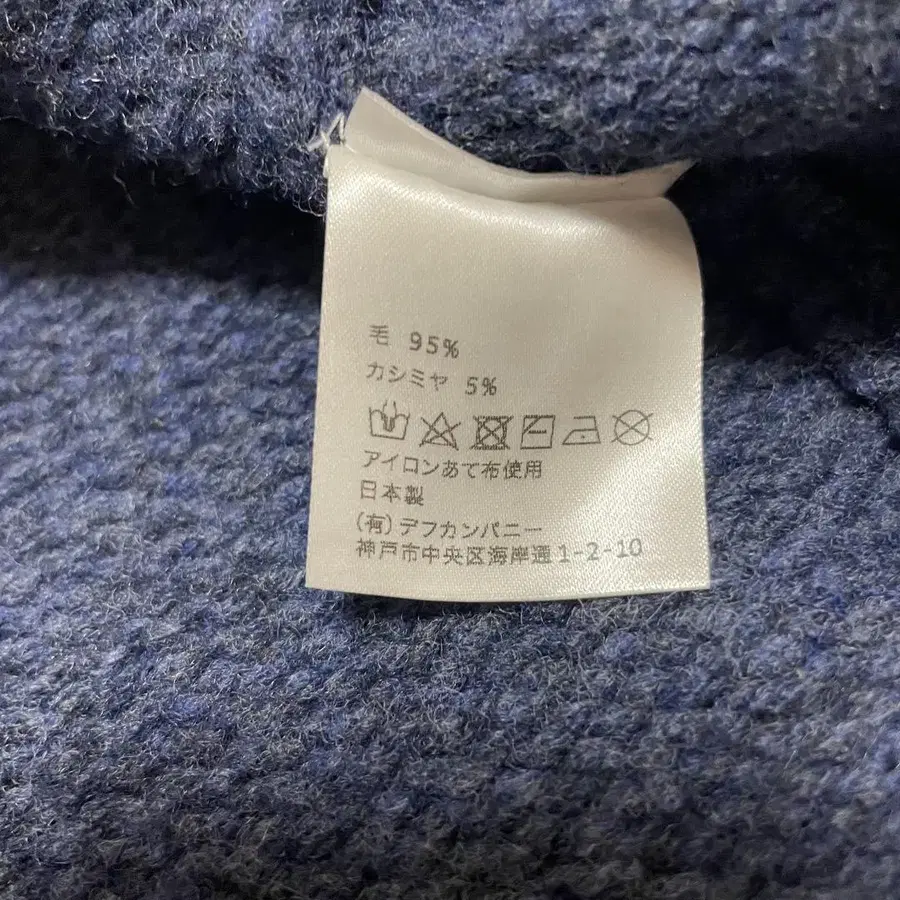 毛 95%
カシミヤ 5%
アイロンあて布使用
日本製
(有)デフカンパニー
神戸市中央区海岸通1-2-10